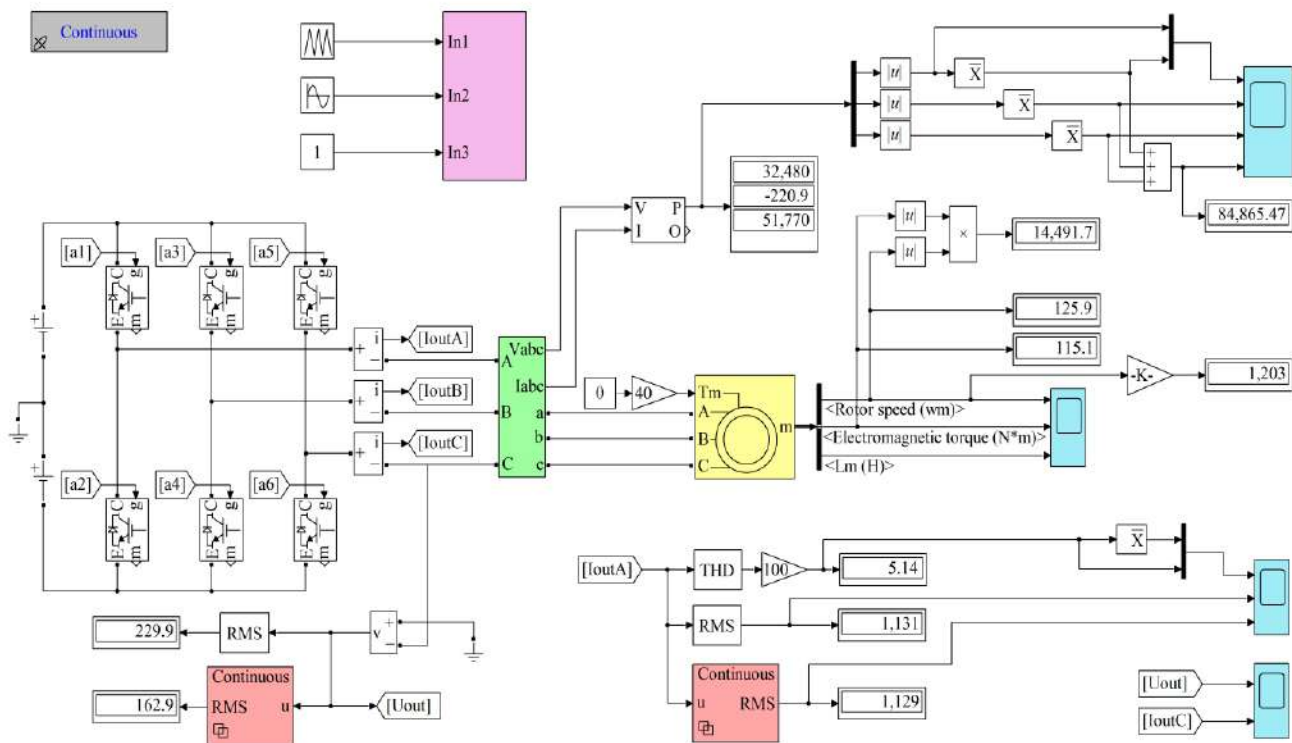 Continuous
In1
In2
1
In3
|u|
X
|u|
X
|u|
X
+
+
+
84,865.47
32,480
-220.9
51,770
V
P
I
O
|u|
|u|
×
14,491.7
125.9
115.1
-K-
1,203
[a1]
[a3]
[a5]
C
g
E
m
C
g
E
m
C
g
E
m
+
+
[a2]
[a4]
[a6]
C
g
E
m
C
g
E
m
C
g
E
m
+
i
−
[IoutA]
+
i
−
[IoutB]
+
i
−
[IoutC]
Vabc
A
Iabc
B
a
b
C
c
0
40
Tm
A
B
C
m
<Rotor speed (wm)>
<Electromagnetic torque (N*m)>
<Lm (H)>
229.9
RMS
v
+
−
162.9
Continuous
RMS
u
[Uout]
[IoutA]
THD
100
5.14
X
RMS
1,131
Continuous
u
RMS
1,129
[Uout]
[IoutC]